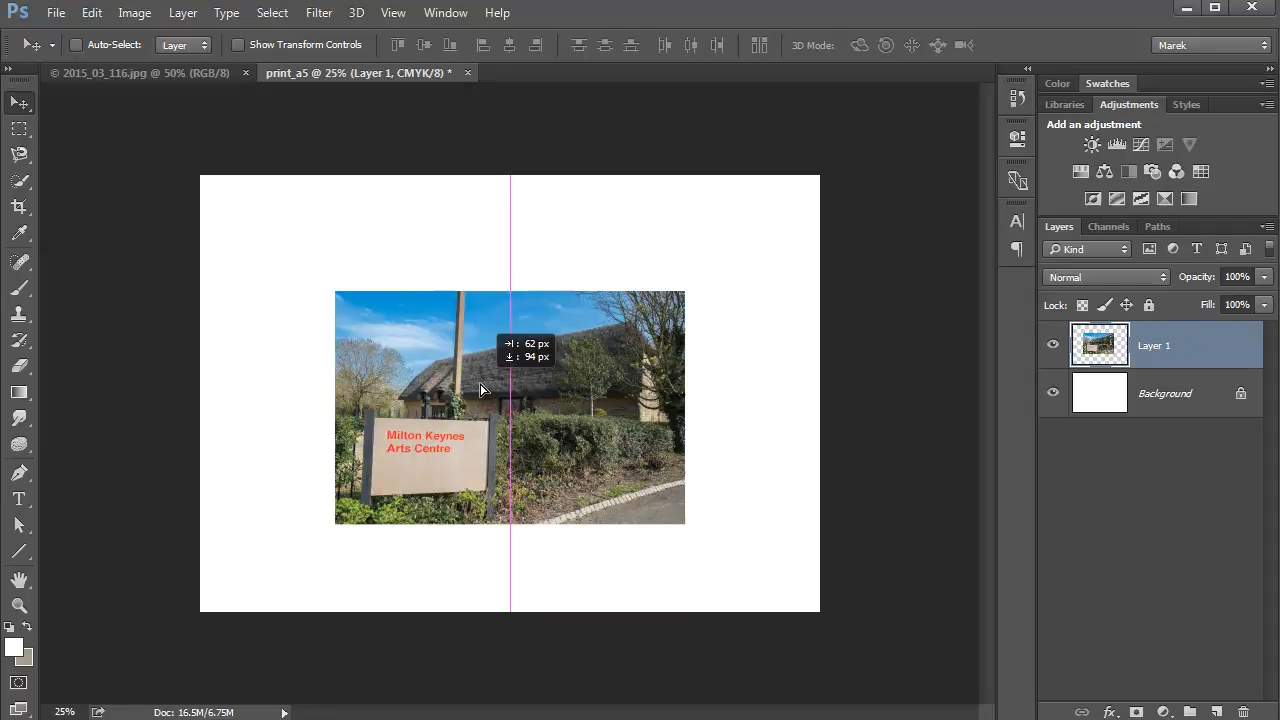 Ps File Edit Image Layer Type Select Filter 3D View Window Help
Auto-Select: Layer Show Transform Controls 3D Mode: Marek
© 2015_03_116.jpg @ 50% (RGB/8) × print_a5 @ 25% (Layer 1, CMYK/8) * ×
Color Swatches
Libraries Adjustments Styles
Add an adjustment
Layers Channels Paths
Kind
Normal Opacity: 100%
Lock: Fill: 100%
Layer 1
Background
62 px
94 px
Milton Keynes
Arts Centre
25% Doc: 16.5M/6.75M